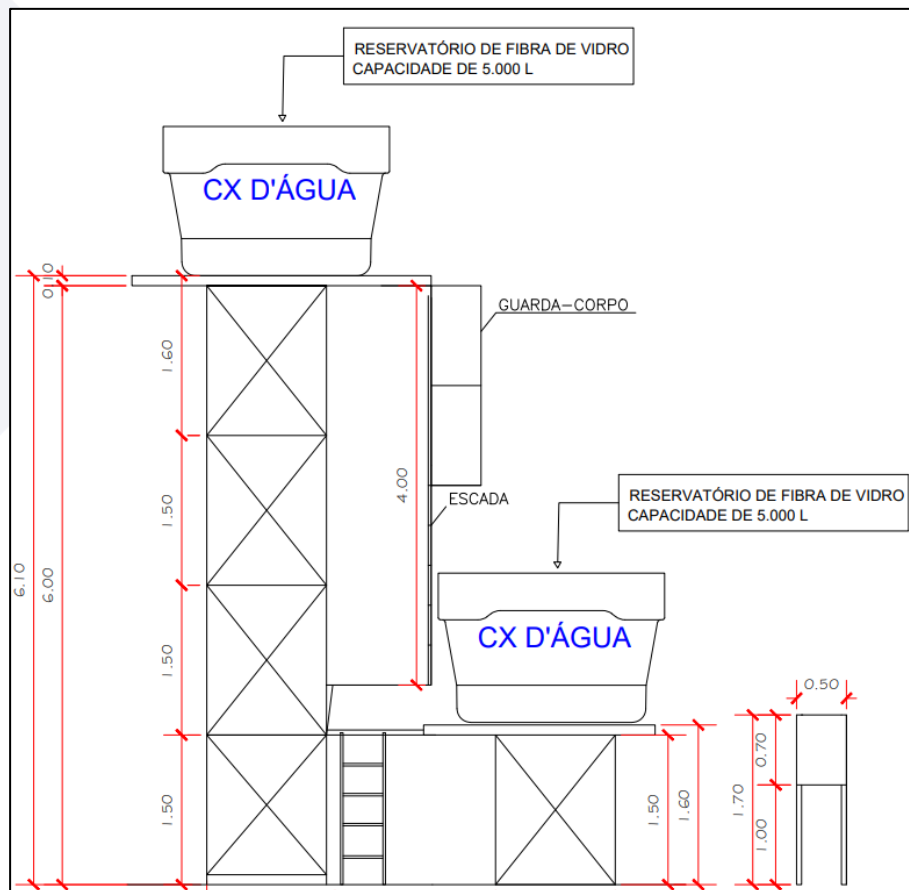 RESERVATÓRIO DE FIBRA DE VIDRO
CAPACIDADE DE 5.000 L
CX D'ÁGUA
0.10
GUARDA-CORPO
1.60
4.00
ESCADA
1.50
RESERVATÓRIO DE FIBRA DE VIDRO
CAPACIDADE DE 5.000 L
6.10
6.00
CX D'ÁGUA
1.50
0.50
0.70
1.50
1.50
1.60
1.70
1.00